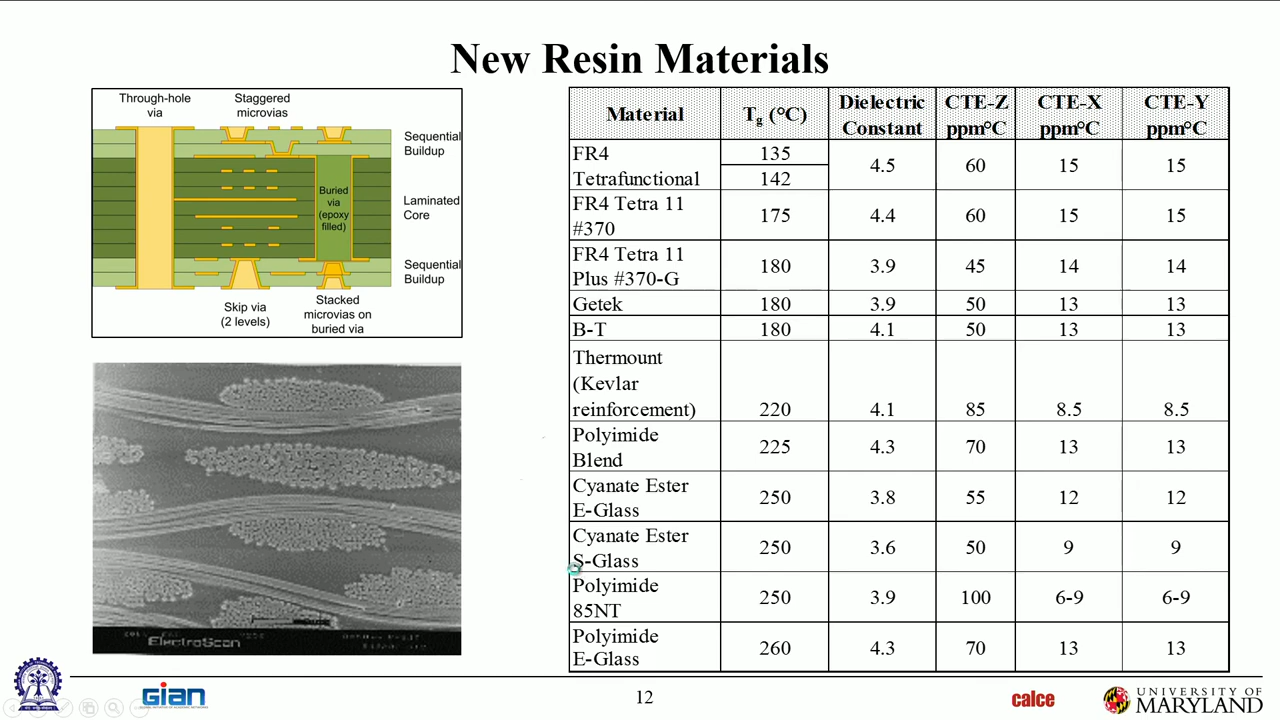 New Resin Materials
Through-hole
via
Staggered
microvias
Sequential
Buildup
Buried
via
(epoxy
filled)
Laminated
Core
Sequential
Buildup
Skip via
(2 levels)
Stacked
microvias on
buried via
ElectroScan
Material Tg (°C) Dielectric Constant CTE-Z ppm°C CTE-X ppm°C CTE-Y ppm°C
FR4 135
Tetrafunctional 142 4.5 60 15 15
FR4 Tetra 11
#370 175 4.4 60 15 15
FR4 Tetra 11
Plus #370-G 180 3.9 45 14 14
Getek 180 3.9 50 13 13
B-T 180 4.1 50 13 13
Thermount
(Kevlar
reinforcement) 220 4.1 85 8.5 8.5
Polyimide
Blend 225 4.3 70 13 13
Cyanate Ester
E-Glass 250 3.8 55 12 12
Cyanate Ester
S-Glass 250 3.6 50 9 9
Polyimide
85NT 250 3.9 100 6-9 6-9
Polyimide
E-Glass 260 4.3 70 13 13
GIAN
12
calce
UNIVERSITY OF
MARYLAND